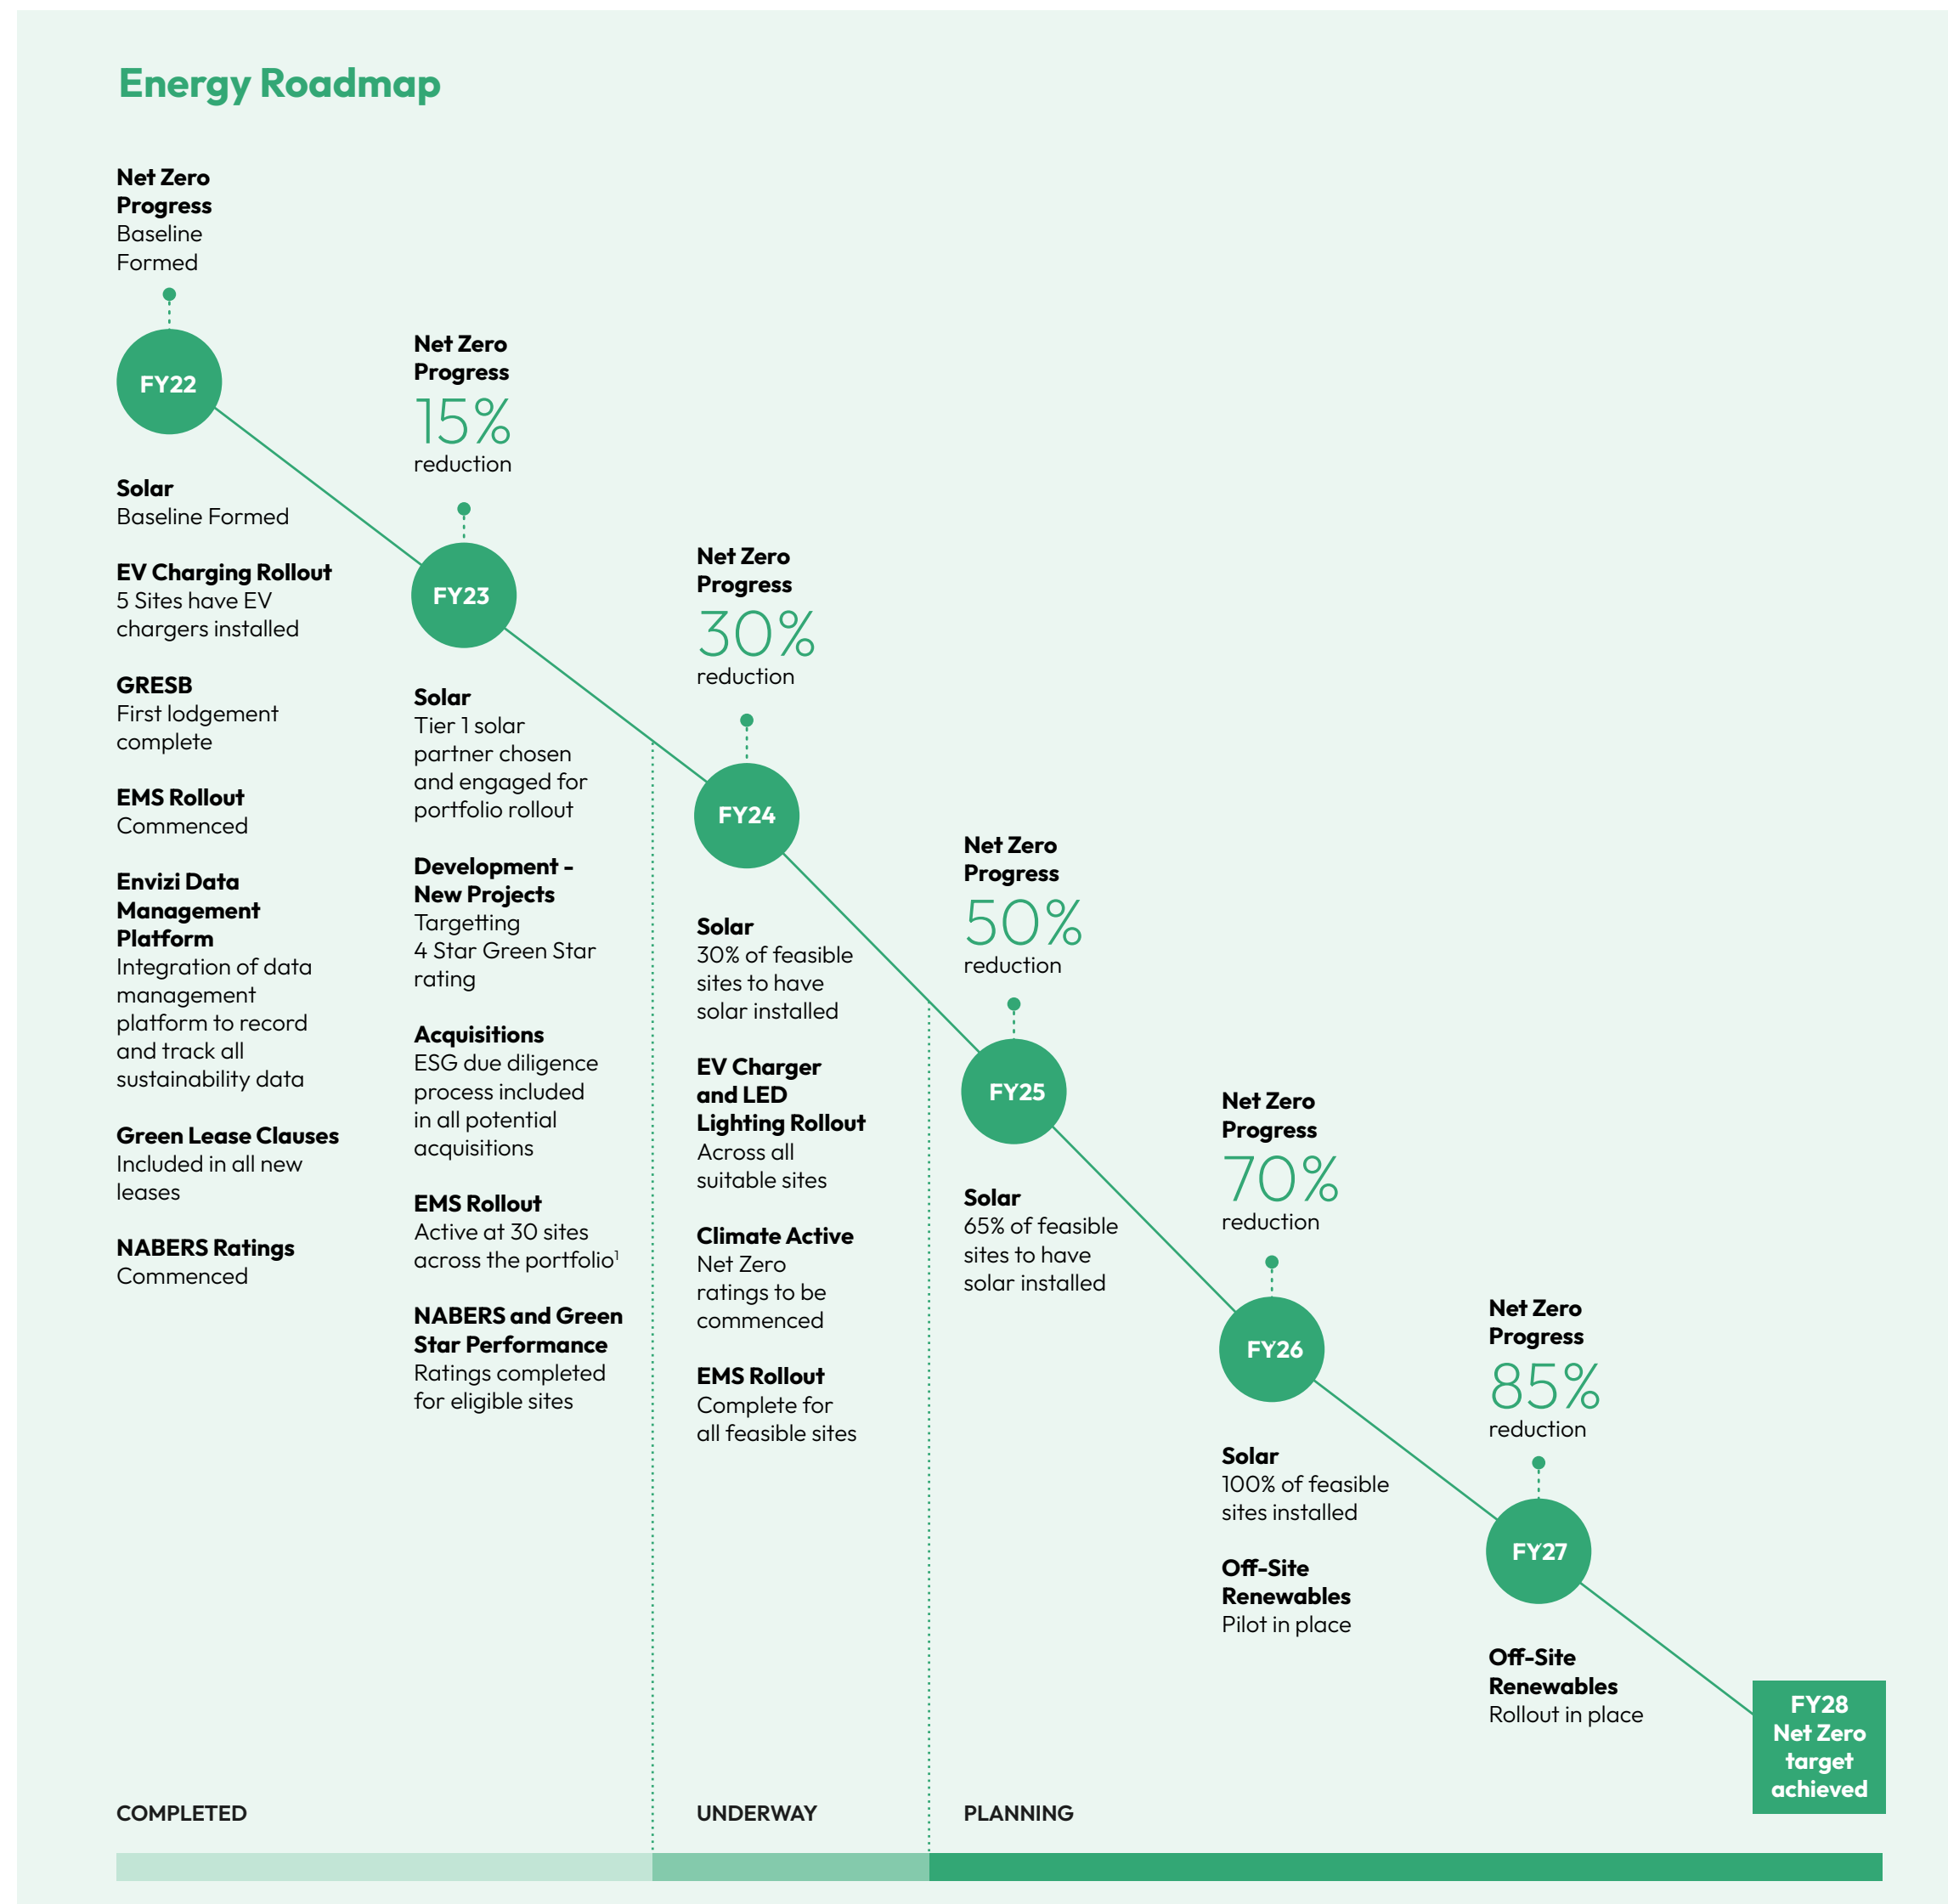 Energy Roadmap
Net Zero
Progress
Baseline
Formed
FY22
Solar
Baseline Formed
EV Charging Rollout
5 Sites have EV
chargers installed
GRESB
First lodgement
complete
EMS Rollout
Commenced
Envizi Data
Management
Platform
Integration of data
management
platform to record
and track all
sustainability data
Green Lease Clauses
Included in all new
leases
NABERS Ratings
Commenced
Net Zero
Progress
15%
reduction
FY23
Solar
Tier 1 solar
partner chosen
and engaged for
portfolio rollout
Development -
New Projects
Targetting
4 Star Green Star
rating
Acquisitions
ESG due diligence
process included
in all potential
acquisitions
EMS Rollout
Active at 30 sites
across the portfolio¹
NABERS and Green
Star Performance
Ratings completed
for eligible sites
Net Zero
Progress
30%
reduction
FY24
Solar
30% of feasible
sites to have
solar installed
EV Charger
and LED
Lighting Rollout
Across all
suitable sites
Climate Active
Net Zero
ratings to be
commenced
EMS Rollout
Complete for
all feasible sites
Net Zero
Progress
50%
reduction
FY25
Solar
65% of feasible
sites to have
solar installed
Net Zero
Progress
70%
reduction
FY26
Solar
100% of feasible
sites installed
Off-Site
Renewables
Pilot in place
Net Zero
Progress
85%
reduction
FY27
Off-Site
Renewables
Rollout in place
FY28
Net Zero
target
achieved
COMPLETED
UNDERWAY
PLANNING